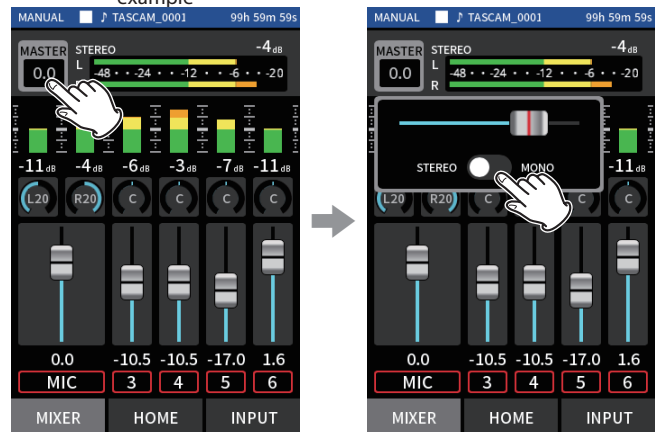 example
MANUAL ♪ TASCAM_0001 99h 59m 59s
MASTER STEREO -4dB
0.0 L -48 · · -24 · · -12 · · -6 · · -20
-11dB -4dB -6dB -3dB -7dB -11dB
L20 R20 C C C C
0.0 -10.5 -10.5 -17.0 1.6
MIC 3 4 5 6
MIXER HOME INPUT
MANUAL ♪ TASCAM_0001 99h 59m 59s
MASTER STEREO -4dB
0.0 L -48 · · -24 · · -12 · · -6 · · -20
R
STEREO MONO
-11dB
L20 R20 C C C
0.0 -10.5 -10.5 -17.0 1.6
MIC 3 4 5 6
MIXER HOME INPUT